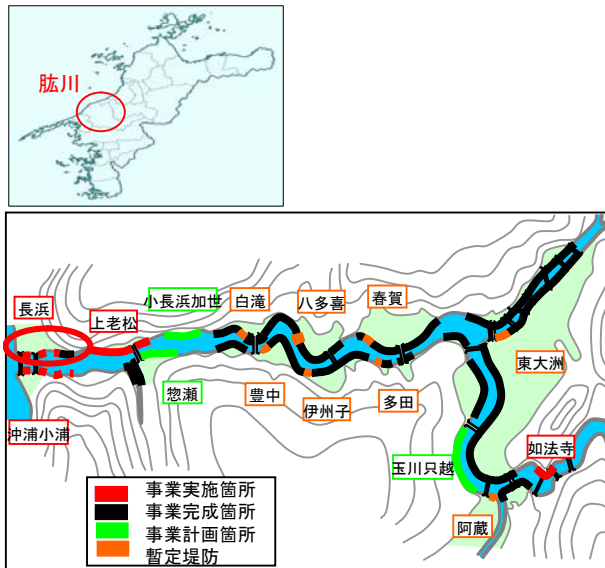 肱川
長浜
上老松
小長浜加世
白滝
八多喜
春賀
東大洲
沖浦小浦
惣瀬
豊中
伊州子
多田
玉川只越
如法寺
阿蔵
事業実施箇所
事業完成箇所
事業計画箇所
暫定堤防